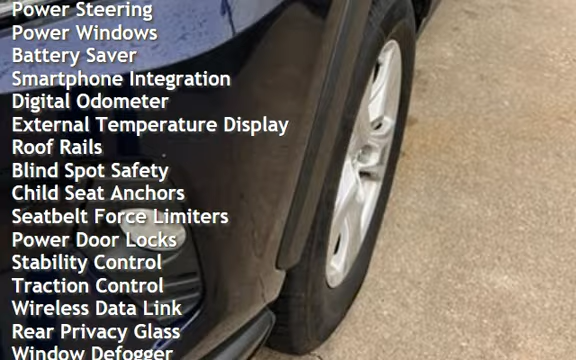 Power Steering
Power Windows
Battery Saver
Smartphone Integration
Digital Odometer
External Temperature Display
Roof Rails
Blind Spot Safety
Child Seat Anchors
Seatbelt Force Limiters
Power Door Locks
Stability Control
Traction Control
Wireless Data Link
Rear Privacy Glass
Window Defogger